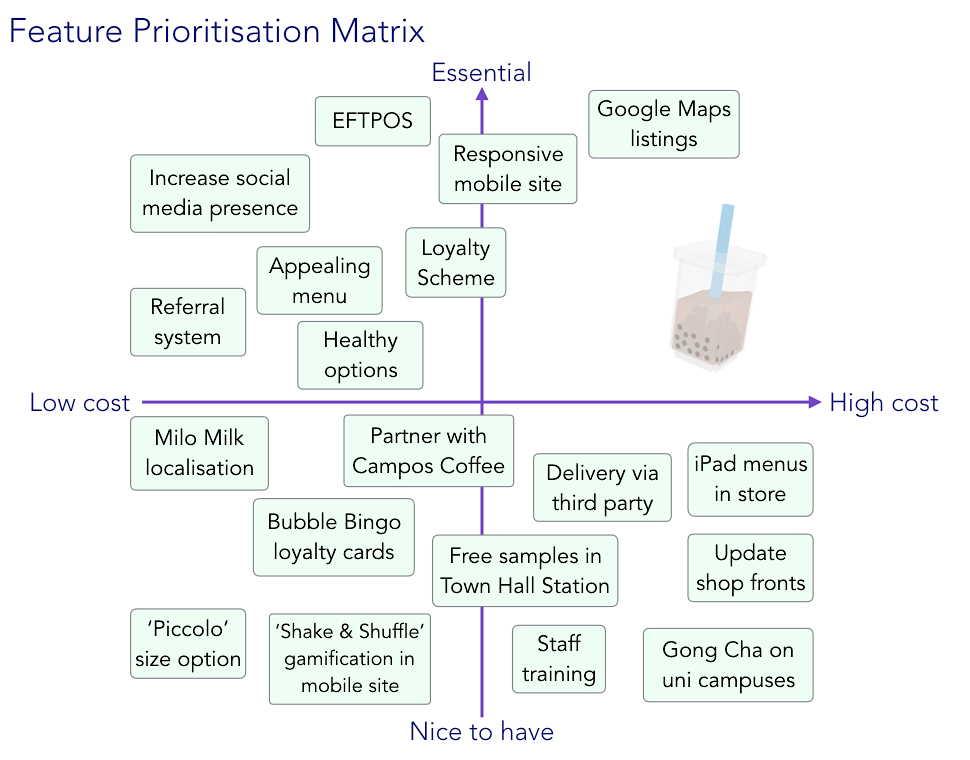 Feature Prioritisation Matrix
Essential
EFTPOS
Google Maps
listings
Responsive
mobile site
Increase social
media presence
Loyalty
Scheme
Appealing
menu
Referral
system
Healthy
options
Low cost
High cost
Milo Milk
localisation
Partner with
Campos Coffee
Delivery via
third party
iPad menus
in store
Bubble Bingo
loyalty cards
Free samples in
Town Hall Station
Update
shop fronts
‘Piccolo’
size option
‘Shake & Shuffle’
gamification in
mobile site
Staff
training
Gong Cha on
uni campuses
Nice to have